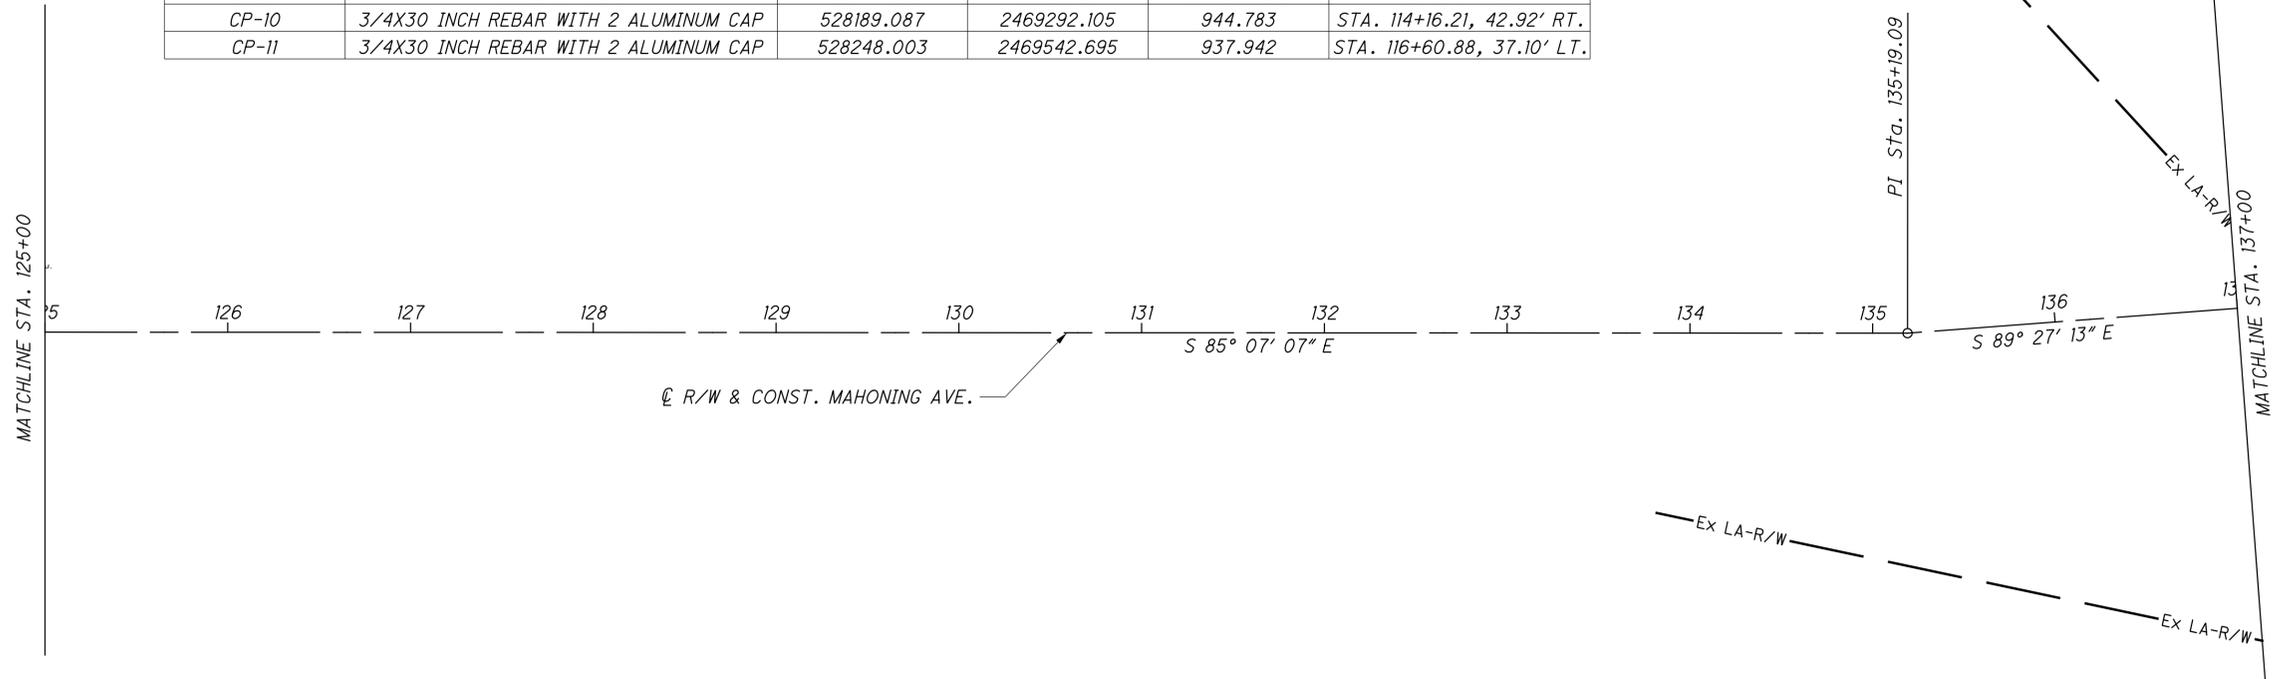 CP-10 3/4X30 INCH REBAR WITH 2 ALUMINUM CAP 528189.087 2469292.105 944.783 STA. 114+16.21, 42.92' RT.
CP-11 3/4X30 INCH REBAR WITH 2 ALUMINUM CAP 528248.003 2469542.695 937.942 STA. 116+60.88, 37.10' LT.
PI Sta. 135+19.09
Ex LA-R/W
MATCHLINE STA. 125+00
MATCHLINE STA. 137+00
126 127 128 129 130 131 132 133 134 135 136
S 85° 07' 07" E
S 89° 27' 13" E
℄ R/W & CONST. MAHONING AVE.
Ex LA-R/W
Ex LA-R/W